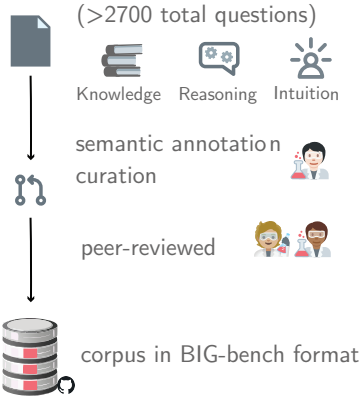 (>2700 total questions)
Knowledge Reasoning Intuition
semantic annotation
curation
peer-reviewed
corpus in BIG-bench format